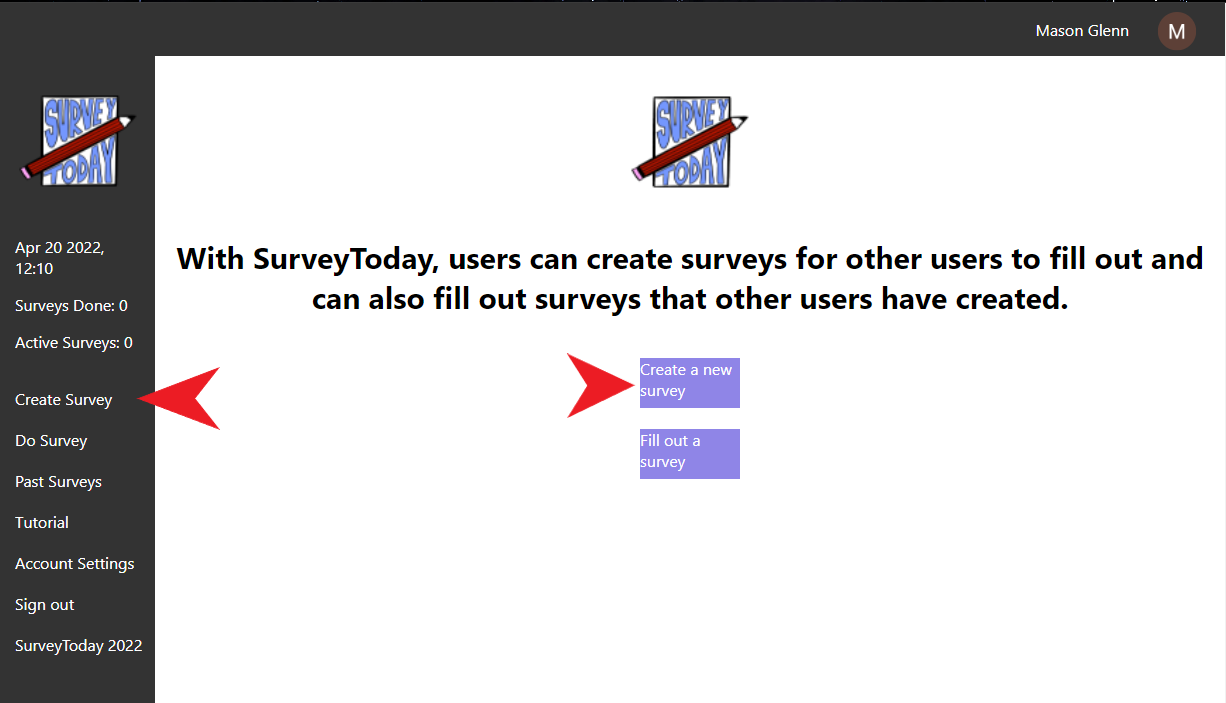 Mason Glenn
M
SURVEY
TODAY
SURVEY
TODAY
Apr 20 2022,
12:10
Surveys Done: 0
Active Surveys: 0
Create Survey
Do Survey
Past Surveys
Tutorial
Account Settings
Sign out
SurveyToday 2022
With SurveyToday, users can create surveys for other users to fill out and
can also fill out surveys that other users have created.
Create a new
survey
Fill out a
survey